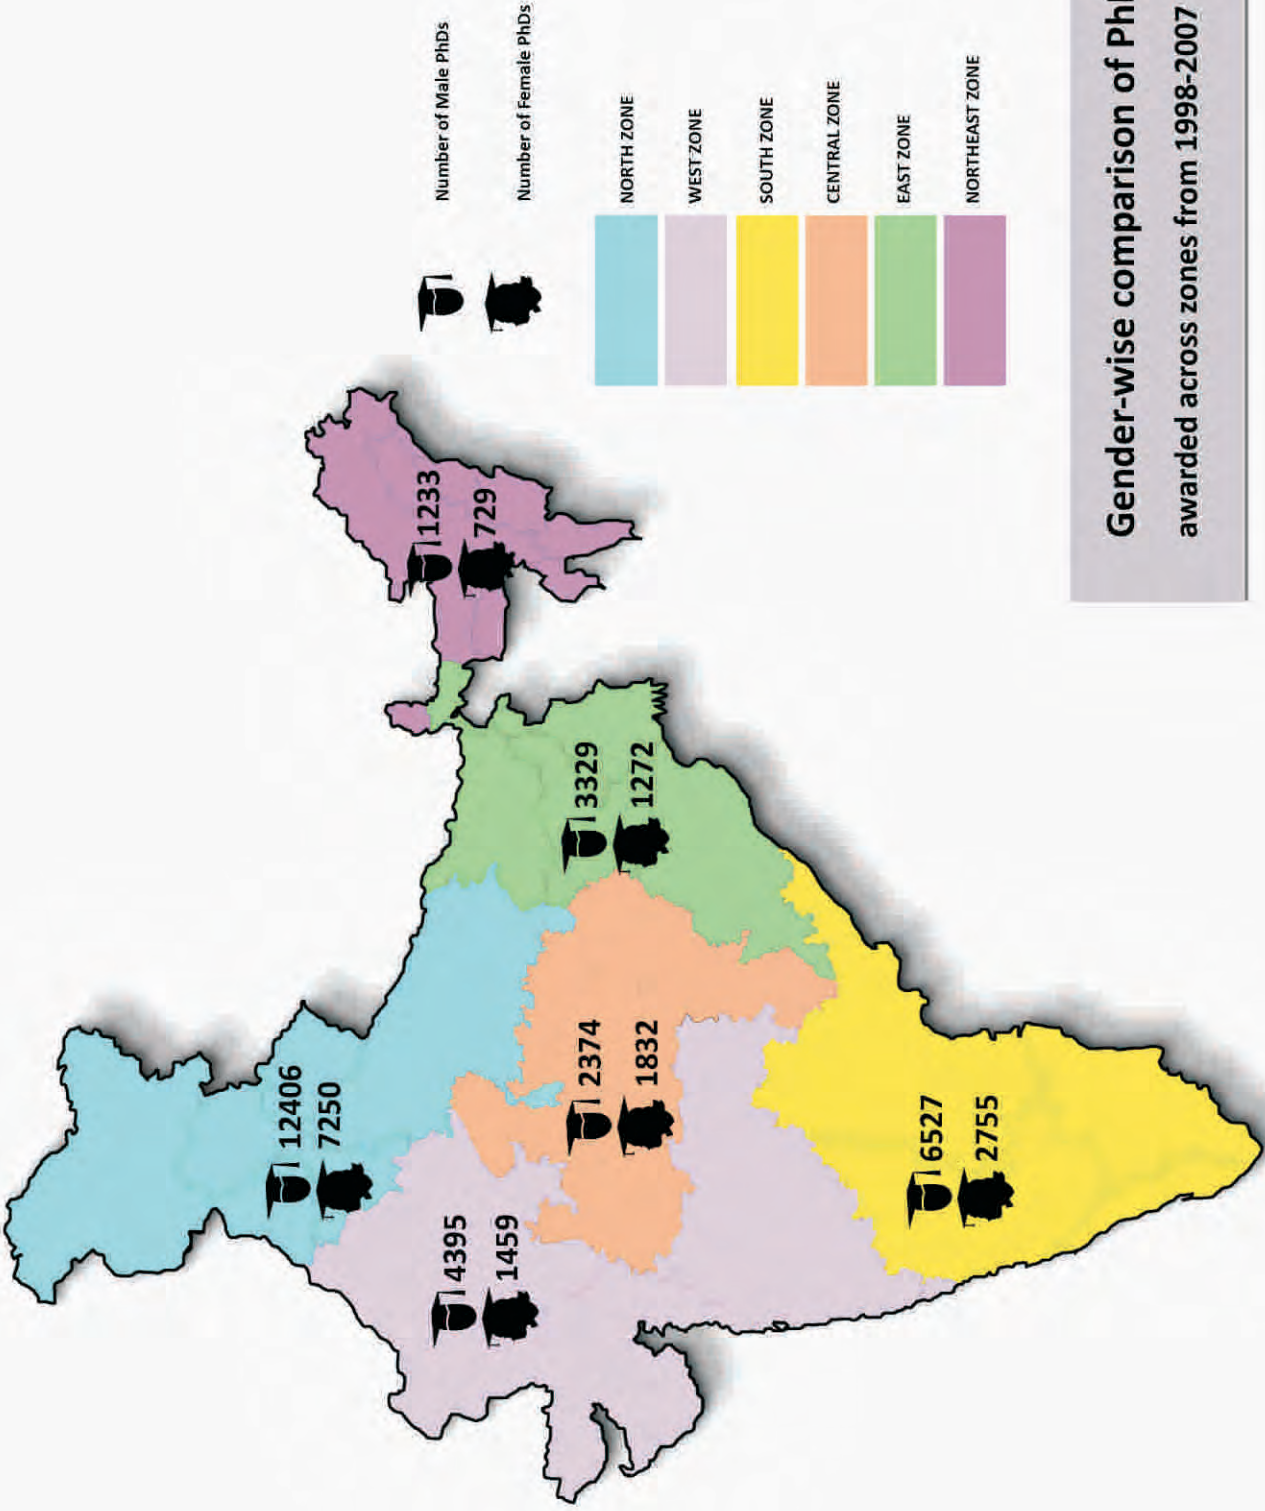 Number of Male PhDs
Number of Female PhDs
NORTH ZONE
WEST ZONE
SOUTH ZONE
CENTRAL ZONE
EAST ZONE
NORTHEAST ZONE
12406
7250
4395
1459
2374
1832
3329
1272
1233
729
6527
2755
Gender-wise comparison of
awarded across zones from 1998-2007